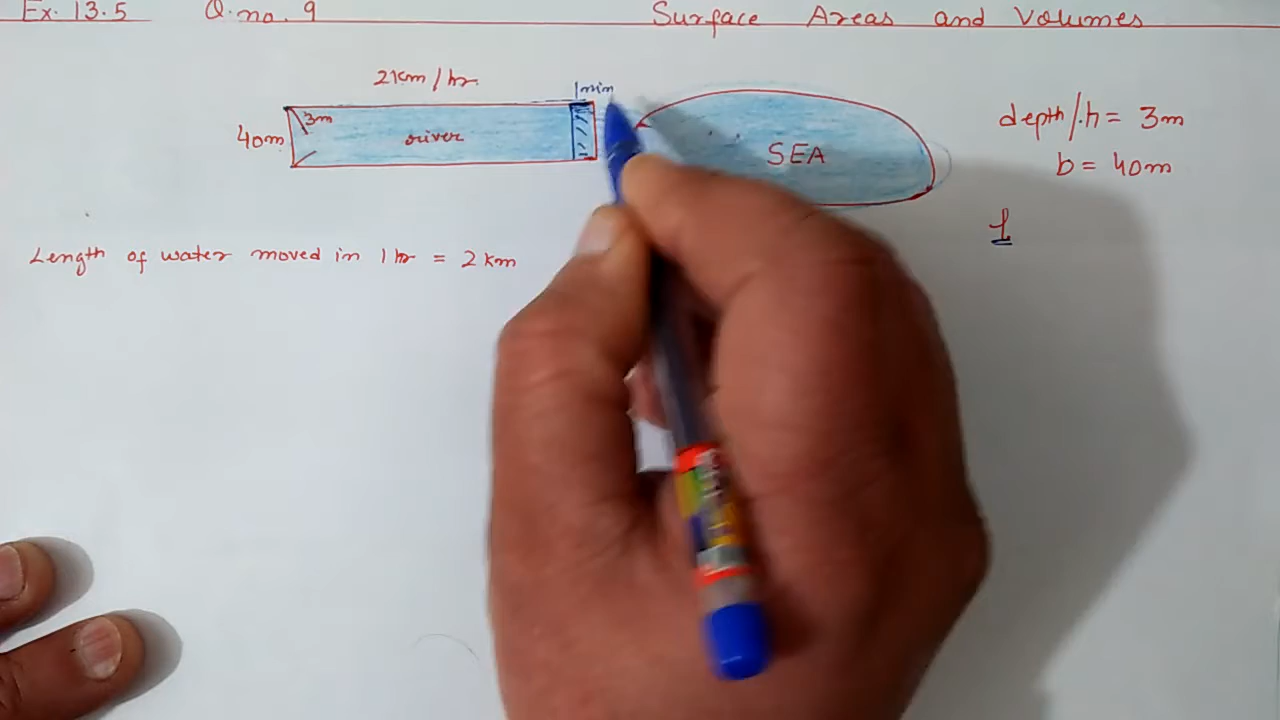 Ex. 13.5 Q. no. 9 Surface Areas and Volumes
2km/hr
1min
40m
3m
river
SEA
depth/h = 3m
b = 40m
l
Length of water moved in 1 hr = 2 km